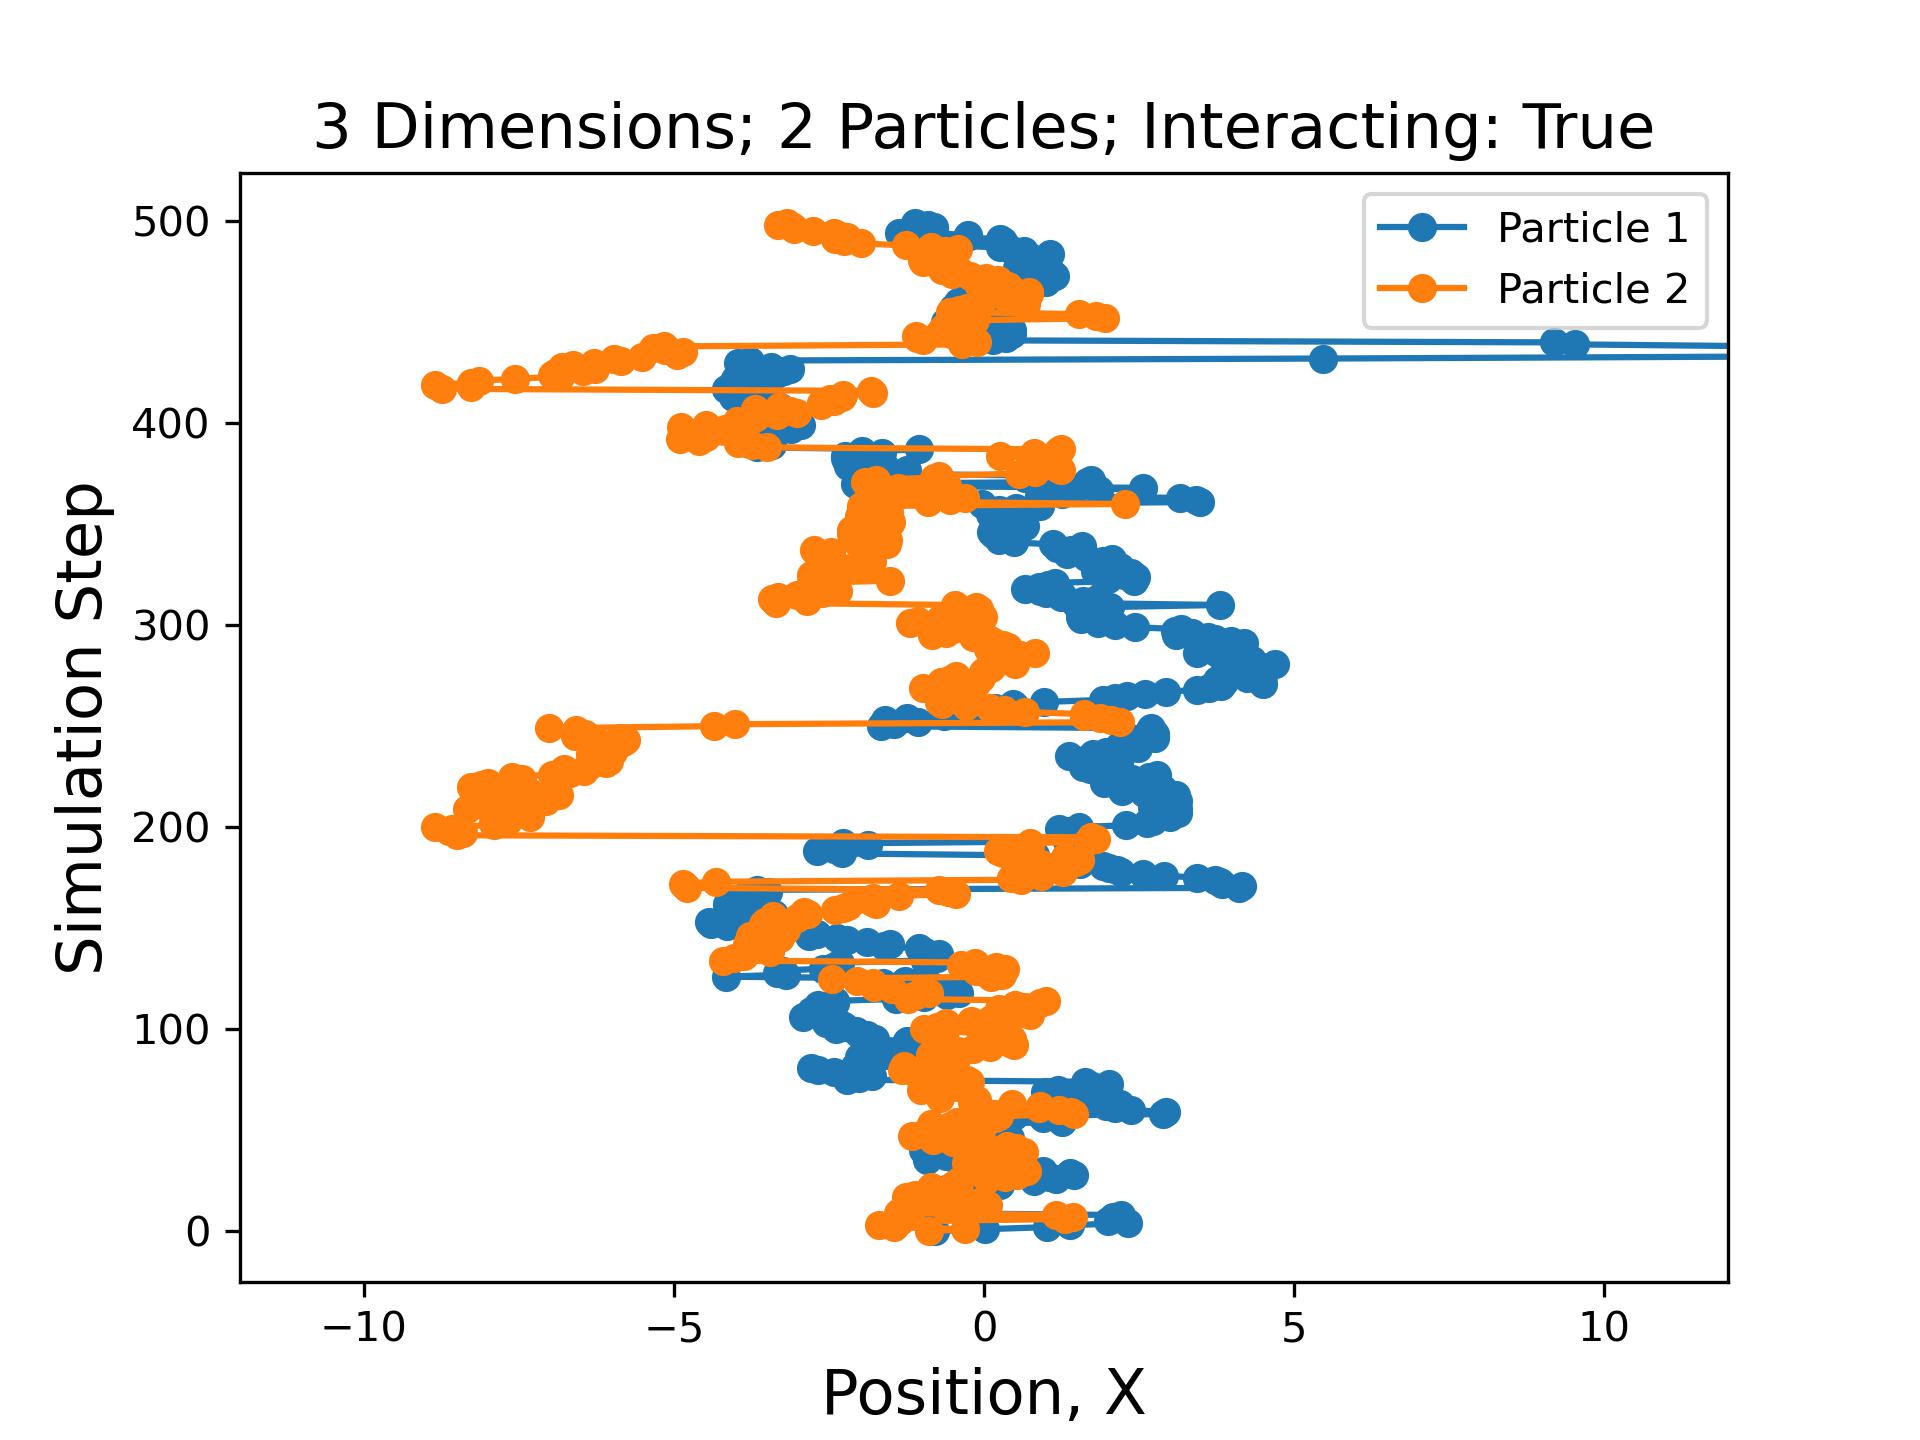 3 Dimensions; 2 Particles; Interacting: True
Particle 1
Particle 2
500
400
300
200
100
0
Simulation Step
−10
−5
0
5
10
Position, X